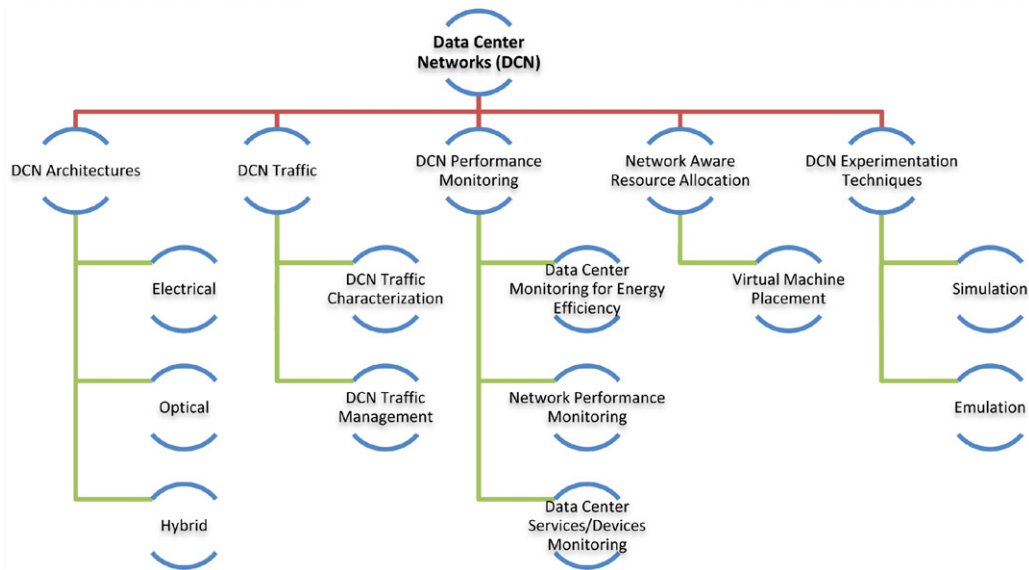 Data Center
Networks (DCN)
DCN Architectures
DCN Traffic
DCN Performance
Monitoring
Network Aware
Resource Allocation
DCN Experimentation
Techniques
Electrical
DCN Traffic
Characterization
Data Center
Monitoring for Energy
Efficiency
Virtual Machine
Placement
Simulation
Optical
DCN Traffic
Management
Network Performance
Monitoring
Emulation
Hybrid
Data Center
Services/Devices
Monitoring